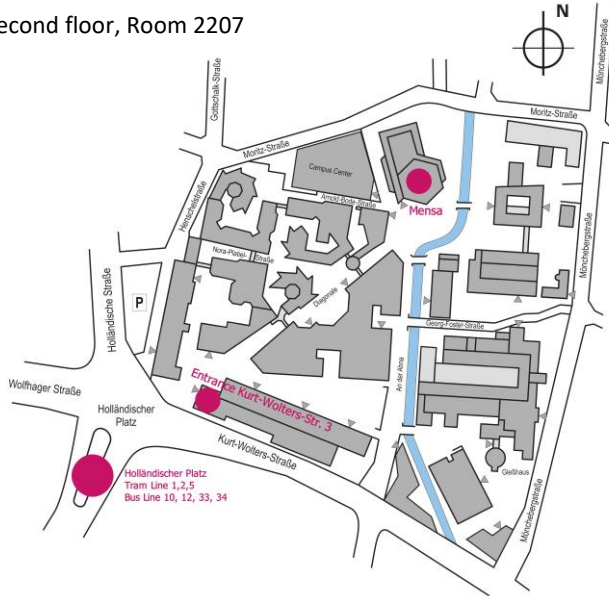 econd floor, Room 2207
N
Mönchebergstraße
Gottschalk-Straße
Moritz-Straße
Moritz-Straße
Campus Center
Arnold-Bode-Straße
Mensa
Henschelstraße
Nora-Platiel-
Straße
Mönchebergstraße
P
Holländische Straße
Diagonale
Georg-Foster-Straße
An der Ahna
Entrance Kurt-Wolters-Str. 3
Wolfhager Straße
Holländischer
Platz
Kurt-Wolters-Straße
Gießhaus
Mönchebergstraße
Holländischer Platz
Tram Line 1,2,5
Bus Line 10, 12, 33, 34